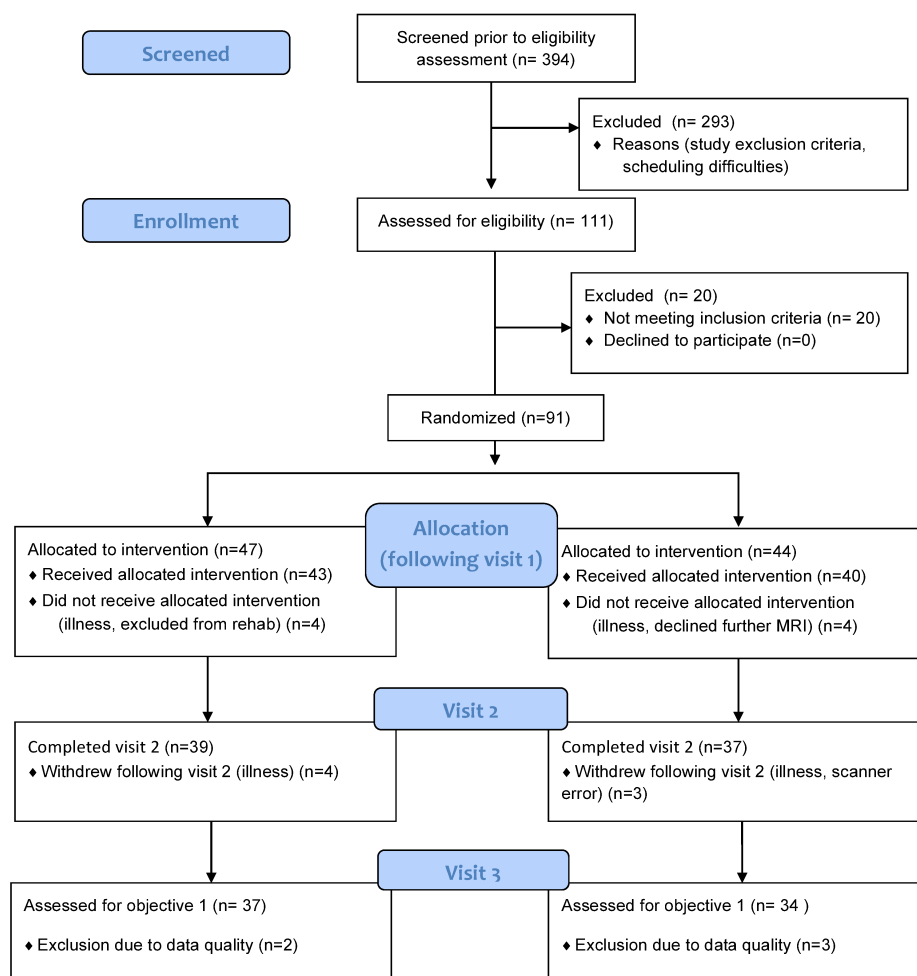 Screened
Screened prior to eligibility
assessment (n= 394)
Excluded (n= 293)
♦ Reasons (study exclusion criteria,
scheduling difficulties)
Enrollment
Assessed for eligibility (n= 111)
Excluded (n= 20)
♦ Not meeting inclusion criteria (n= 20)
♦ Declined to participate (n=0)
Randomized (n=91)
Allocation
(following visit 1)
Allocated to intervention (n=47)
♦ Received allocated intervention (n=43)
♦ Did not receive allocated intervention
(illness, excluded from rehab) (n=4)
Allocated to intervention (n=44)
♦ Received allocated intervention (n=40)
♦ Did not receive allocated intervention
(illness, declined further MRI) (n=4)
Visit 2
Completed visit 2 (n=39)
♦ Withdrew following visit 2 (illness) (n=4)
Completed visit 2 (n=37)
♦ Withdrew following visit 2 (illness, scanner
error) (n=3)
Visit 3
Assessed for objective 1 (n= 37)
♦ Exclusion due to data quality (n=2)
Assessed for objective 1 (n= 34 )
♦ Exclusion due to data quality (n=3)